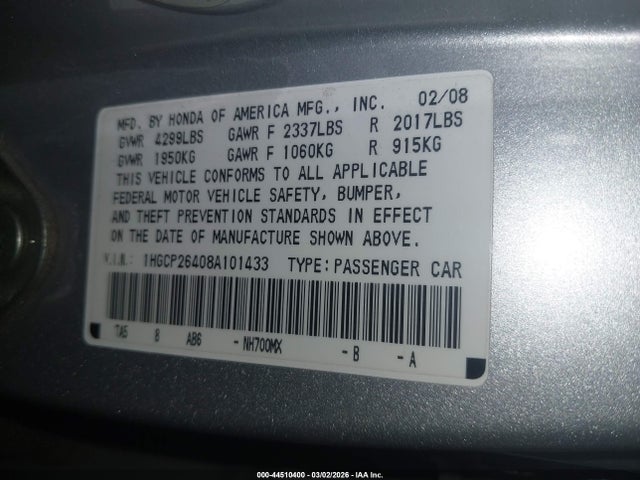 MFD. BY HONDA OF AMERICA MFG., INC. 02/08
GVWR 4299LBS GAWR F 2337LBS R 2017LBS
GVWR 1950KG GAWR F 1060KG R 915KG
THIS VEHICLE CONFORMS TO ALL APPLICABLE
FEDERAL MOTOR VEHICLE SAFETY, BUMPER,
AND THEFT PREVENTION STANDARDS IN EFFECT
ON THE DATE OF MANUFACTURE SHOWN ABOVE.
V.I.N.: 1HGCP26408A101433 TYPE:PASSENGER CAR
TA5 8 AB6 -NH700MX -B -A
000-44510400 - 03/02/2026 - IAA Inc.